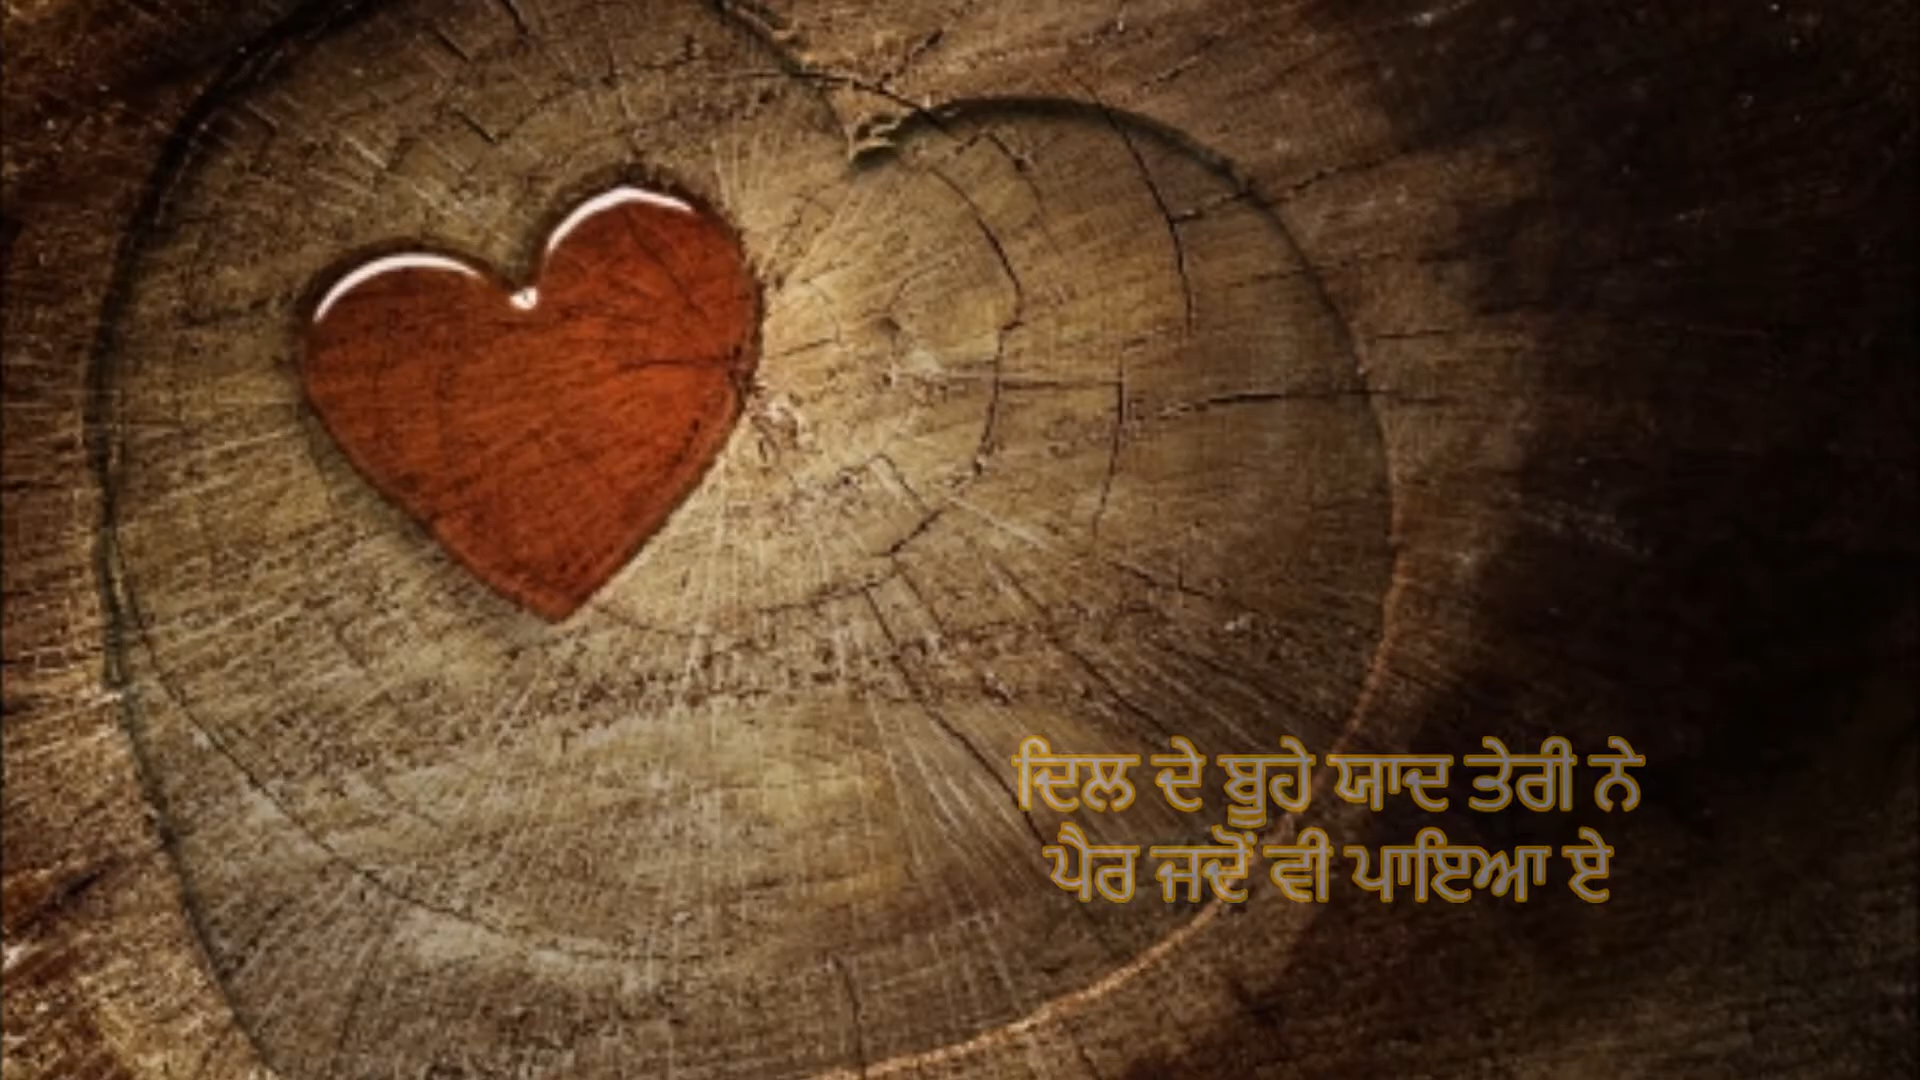 ਦਿਲ ਦੇ ਬੂਹੇ ਯਾਦ ਤੇਰੀ ਨੇ
ਪੈਰ ਜਦੋਂ ਵੀ ਪਾਇਆ ਏ